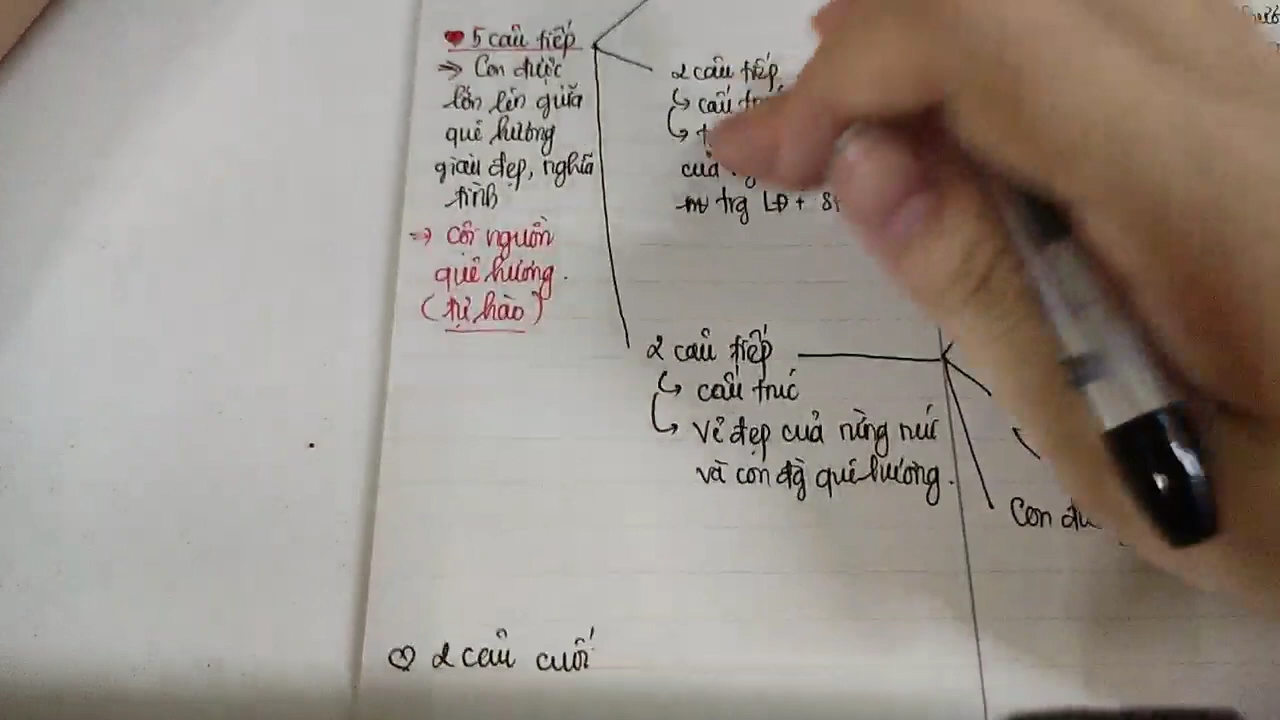 5 câu tiếp
=> Con được
lớn lên giữa
quê hương
giàu đẹp, nghĩa
tình
=> cội nguồn
quê hương.
(tự hào)
2 câu tiếp
↳ cấu
↳
của
trg LĐ +
2 câu tiếp
↳ cấu trúc
↳ vẻ đẹp của rừng núi
và con đg quê hương.
Con
♡ 2 câu cuối